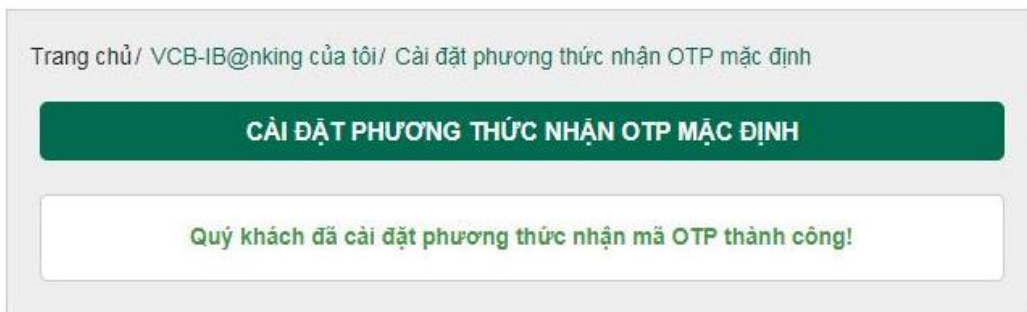 Trang chủ/ VCB-IB@nking của tôi/ Cài đặt phương thức nhận OTP mặc định
CÀI ĐẶT PHƯƠNG THỨC NHẬN OTP MẶC ĐỊNH
Quý khách đã cài đặt phương thức nhận mã OTP thành công!